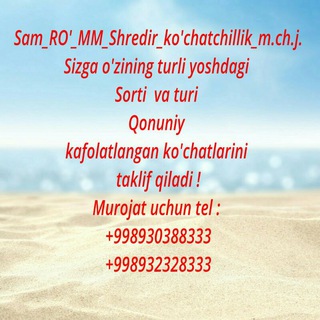 Sam_RO'_MM_Shredir_ko'chatchillik_m.ch.j.
Sizga o'zining turli yoshdagi
Sorti va turi
Qonuniy
kafolatlangan ko'chatlarini
taklif qiladi !
Murojat uchun tel :
+998930388333
+998932328333